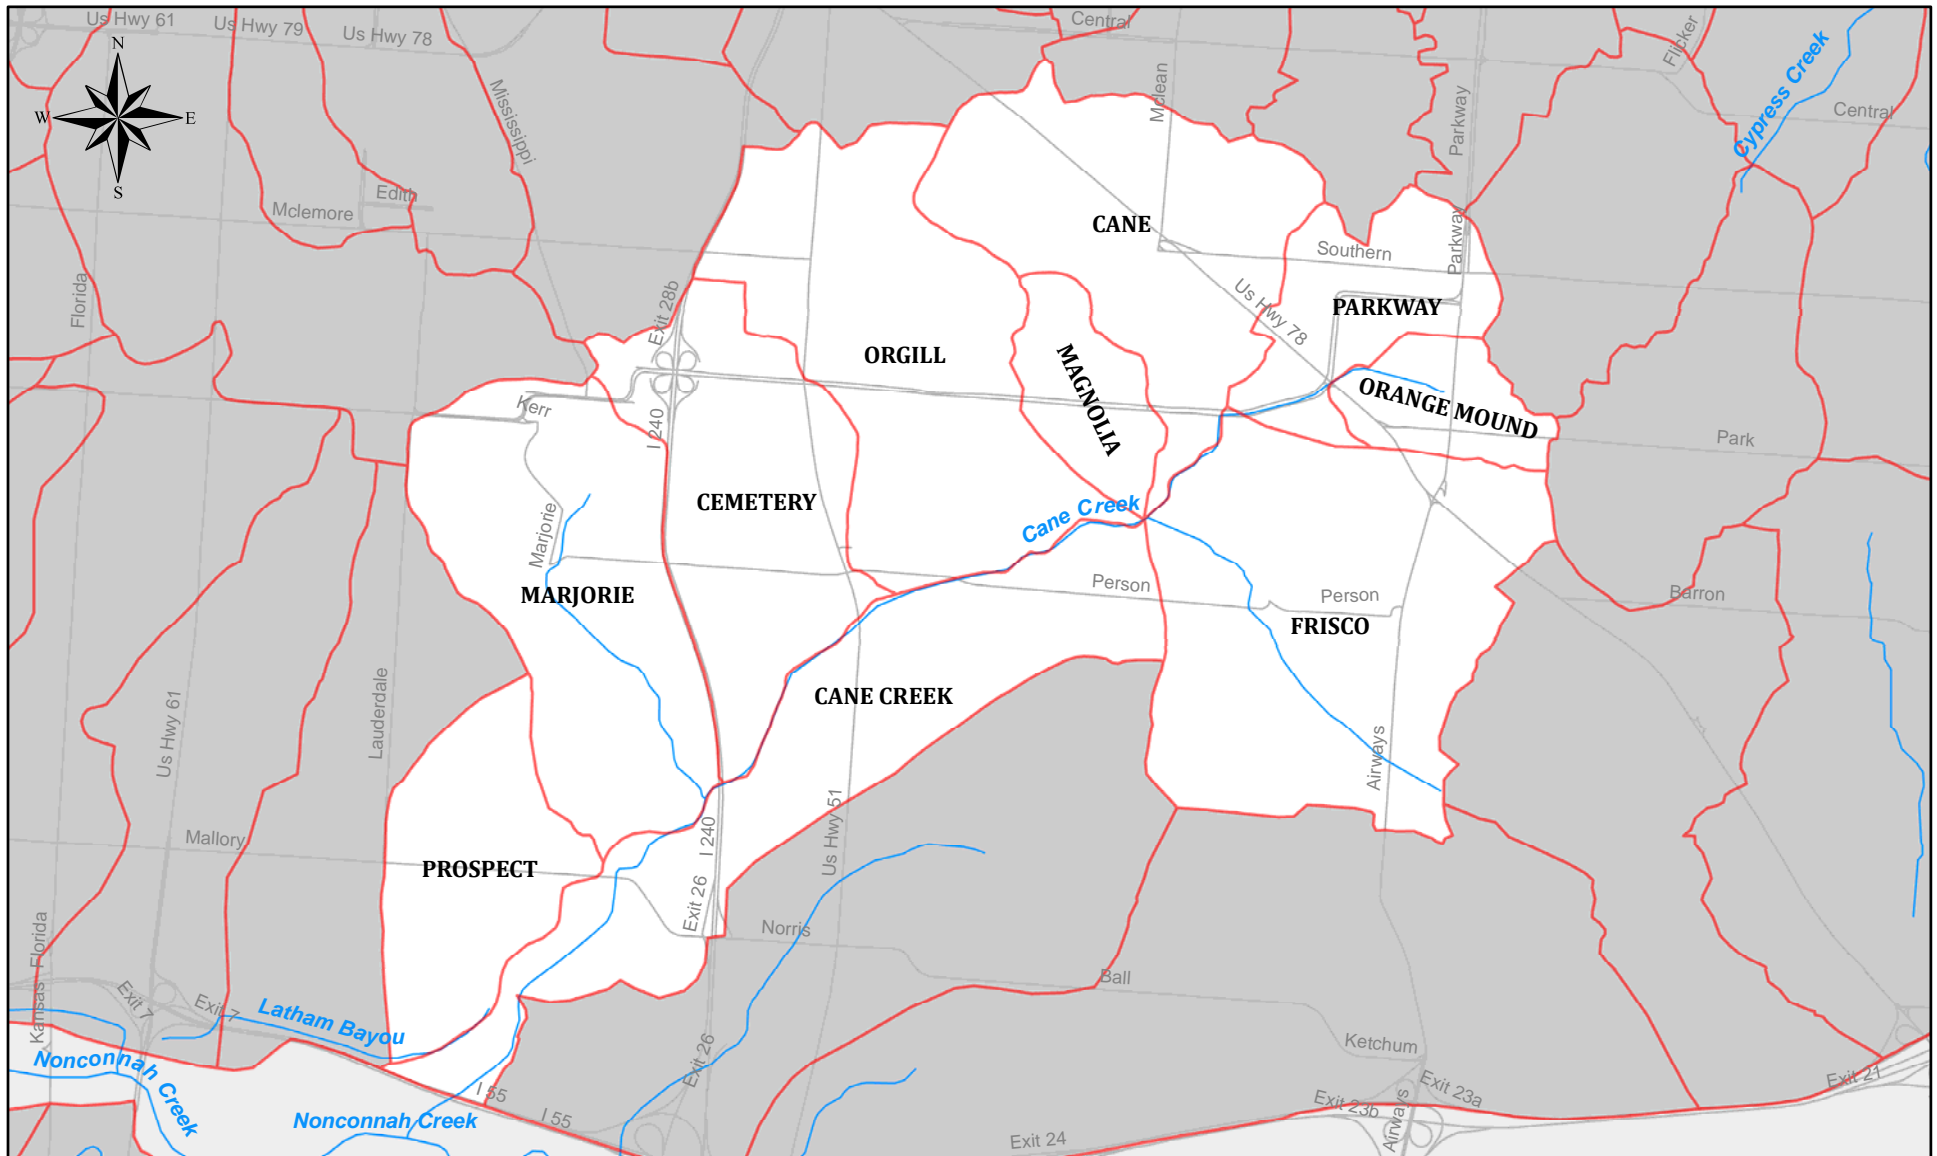 Us Hwy 61
Us Hwy 79
Us Hwy 78
Central
Flicker
Cypress Creek
N
W
E
S
Mississippi
Mclean
Parkway
Central
Edith
Mclemore
CANE
Parkway
Southern
Florida
Exit 28b
Us Hwy 78
PARKWAY
ORGILL
MAGNOLIA
ORANGE MOUND
Kerr
I 240
Park
CEMETERY
Cane Creek
Marjorie
MARJORIE
Person
Person
Barron
FRISCO
Lauderdale
Us Hwy 61
CANE CREEK
Airways
Us Hwy 51
I 240
Mallory
PROSPECT
Exit 26
Norris
Florida
Kansas
Exit 7
Exit 7
Latham Bayou
Ball
Ketchum
Nonconnah Creek
Exit 26
I 55
I 55
Nonconnah Creek
Exit 23a
Exit 23b
Airways
Exit 21
Exit 24